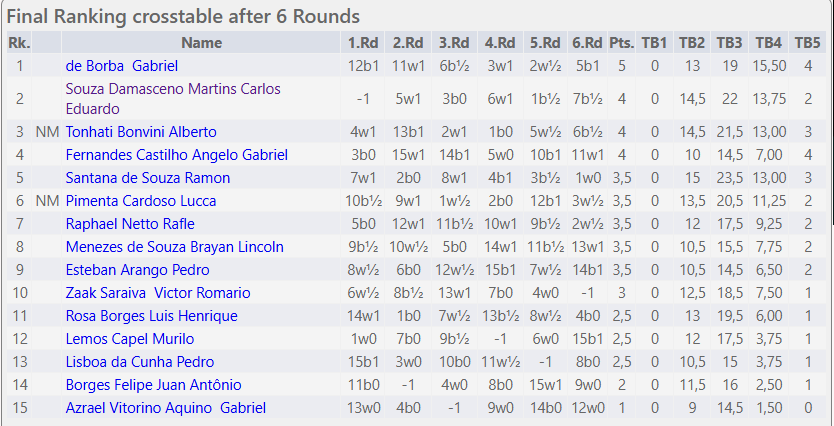 Final Ranking crosstable after 6 Rounds
Rk. Name 1.Rd 2.Rd 3.Rd 4.Rd 5.Rd 6.Rd Pts. TB1 TB2 TB3 TB4 TB5
1 de Borba Gabriel 12b1 11w1 6b½ 3w1 2w½ 5b1 5 0 13 19 15,50 4
2 Souza Damasceno Martins Carlos
Eduardo -1 5w1 3b0 6w1 1b½ 7b½ 4 0 14,5 22 13,75 2
3 NM Tonhati Bonvini Alberto 4w1 13b1 2w1 1b0 5w½ 6b½ 4 0 14,5 21,5 13,00 3
4 Fernandes Castilho Angelo Gabriel 3b0 15w1 14b1 5w0 10b1 11w1 4 0 10 14,5 7,00 4
5 Santana de Souza Ramon 7w1 2b0 8w1 4b1 3b½ 1w0 3,5 0 15 23,5 13,00 3
6 NM Pimenta Cardoso Lucca 10b½ 9w1 1w½ 2b0 12b1 3w½ 3,5 0 13,5 20,5 11,25 2
7 Raphael Netto Rafle 5b0 12w1 11b½ 10w1 9b½ 2w½ 3,5 0 12 17,5 9,25 2
8 Menezes de Souza Brayan Lincoln 9b½ 10w½ 5b0 14w1 11b½ 13w1 3,5 0 10,5 15,5 7,75 2
9 Esteban Arango Pedro 8w½ 6b0 12w½ 15b1 7w½ 14b1 3,5 0 10,5 14,5 6,50 2
10 Zaak Saraiva Victor Romario 6w½ 8b½ 13w1 7b0 4w0 -1 3 0 12,5 18,5 7,50 1
11 Rosa Borges Luis Henrique 14w1 1b0 7w½ 13b½ 8w½ 4b0 2,5 0 13 19,5 6,00 1
12 Lemos Capel Murilo 1w0 7b0 9b½ -1 6w0 15b1 2,5 0 12 17,5 3,75 1
13 Lisboa da Cunha Pedro 15b1 3w0 10b0 11w½ -1 8b0 2,5 0 10,5 15 3,75 1
14 Borges Felipe Juan Antônio 11b0 -1 4w0 8b0 15w1 9w0 2 0 11,5 16 2,50 1
15 Azrael Vitorino Aquino Gabriel 13w0 4b0 -1 9w0 14b0 12w0 1 0 9 14,5 1,50 0